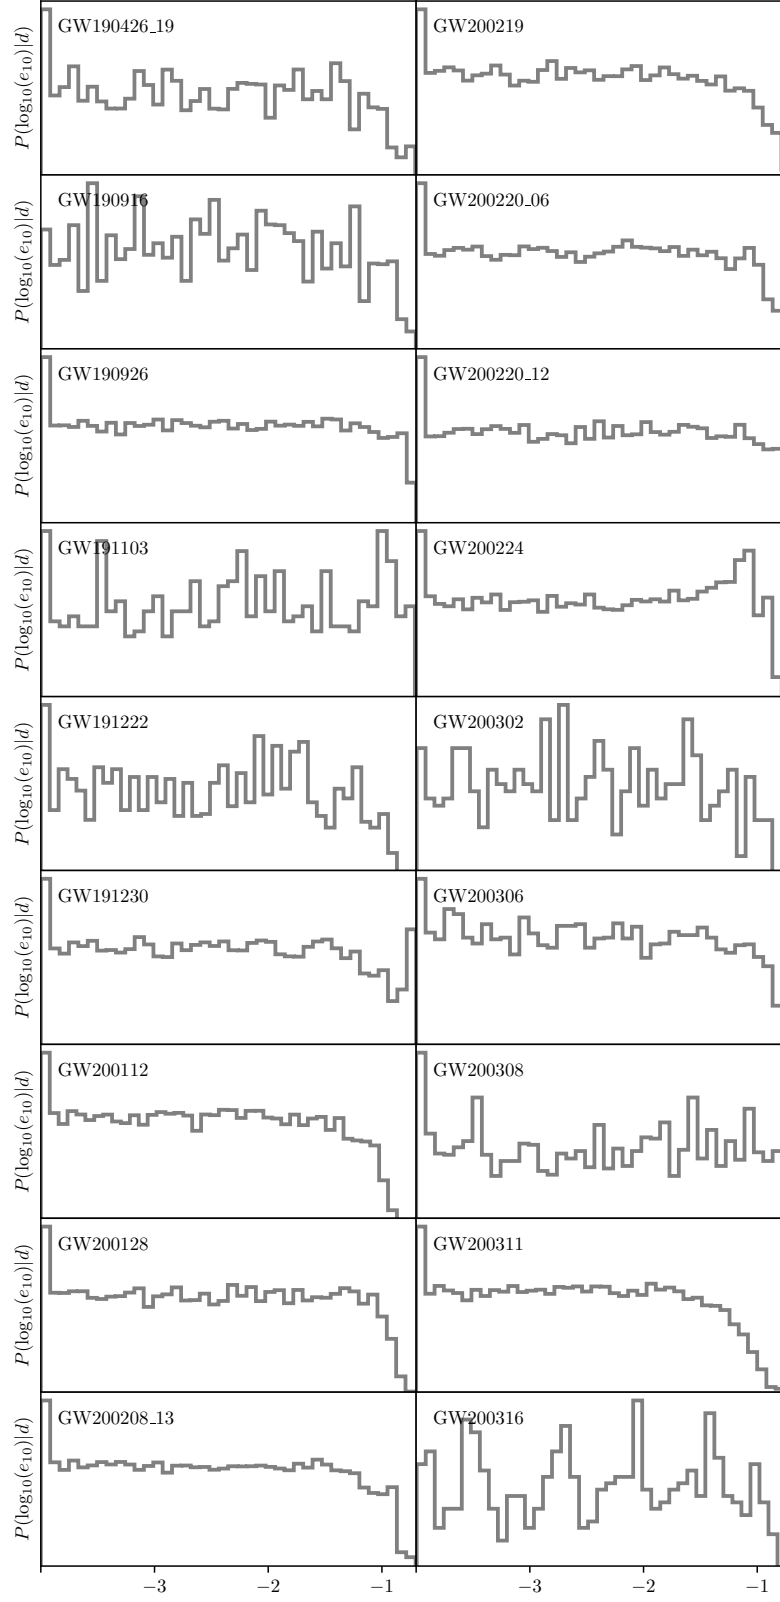 P(log10(e10)|d)
GW190426_19
GW200219
P(log10(e10)|d)
GW190916
GW200220_06
P(log10(e10)|d)
GW190926
GW200220_12
P(log10(e10)|d)
GW191103
GW200224
P(log10(e10)|d)
GW191222
GW200302
P(log10(e10)|d)
GW191230
GW200306
P(log10(e10)|d)
GW200112
GW200308
P(log10(e10)|d)
GW200128
GW200311
P(log10(e10)|d)
GW200208_13
GW200316
−3 −2 −1 −3 −2 −1